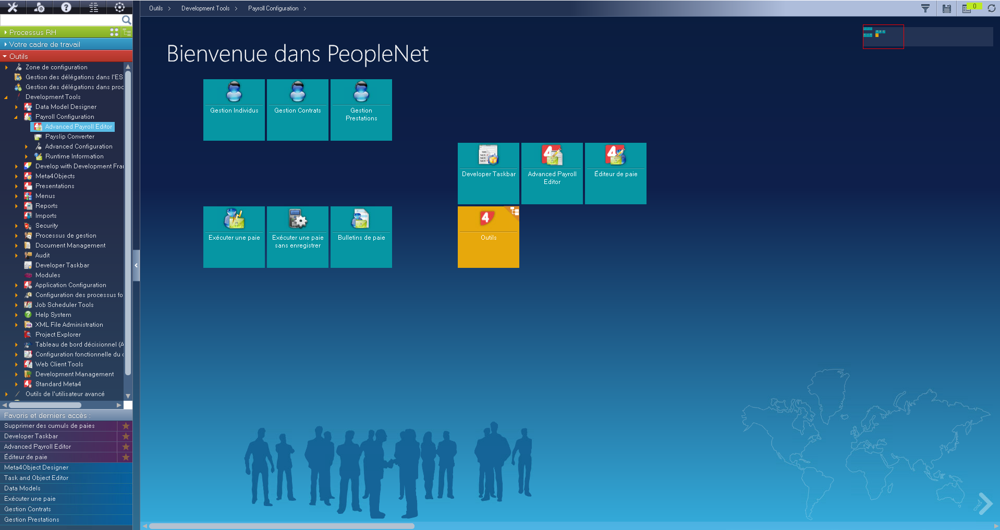 Outils > Development Tools > Payroll Configuration >
0
Processus RH
Votre cadre de travail
Outils
Zone de configuration
Gestion des délégations dans l'ES
Gestion des délégations dans proc
Development Tools
Data Model Designer
Payroll Configuration
Advanced Payroll Editor
Payslip Converter
Advanced Configuration
Runtime Information
Develop with Development Fra
Meta4Objects
Presentations
Menus
Reports
Imports
Security
Processus de gestion
Document Management
Audit
Developer Taskbar
Modules
Application Configuration
Configuration des processus fo
Job Scheduler Tools
Help System
XML File Administration
Project Explorer
Tableau de bord décisionnel (A
Configuration fonctionnelle du c
Web Client Tools
Development Management
Standard Meta4
Outils de l'utilisateur avancé
Favoris et derniers accès :
Supprimer des cumuls de paies
Developer Taskbar
Advanced Payroll Editor
Éditeur de paie
Meta4Object Designer
Task and Object Editor
Data Models
Exécuter une paie
Gestion Contrats
Gestion Prestations
Bienvenue dans PeopleNet
Gestion Individus
Gestion Contrats
Gestion
Prestations
Developer Taskbar
Advanced Payroll
Editor
Éditeur de paie
Exécuter une paie
Exécuter une paie
sans enregistrer
Bulletins de paie
Outils